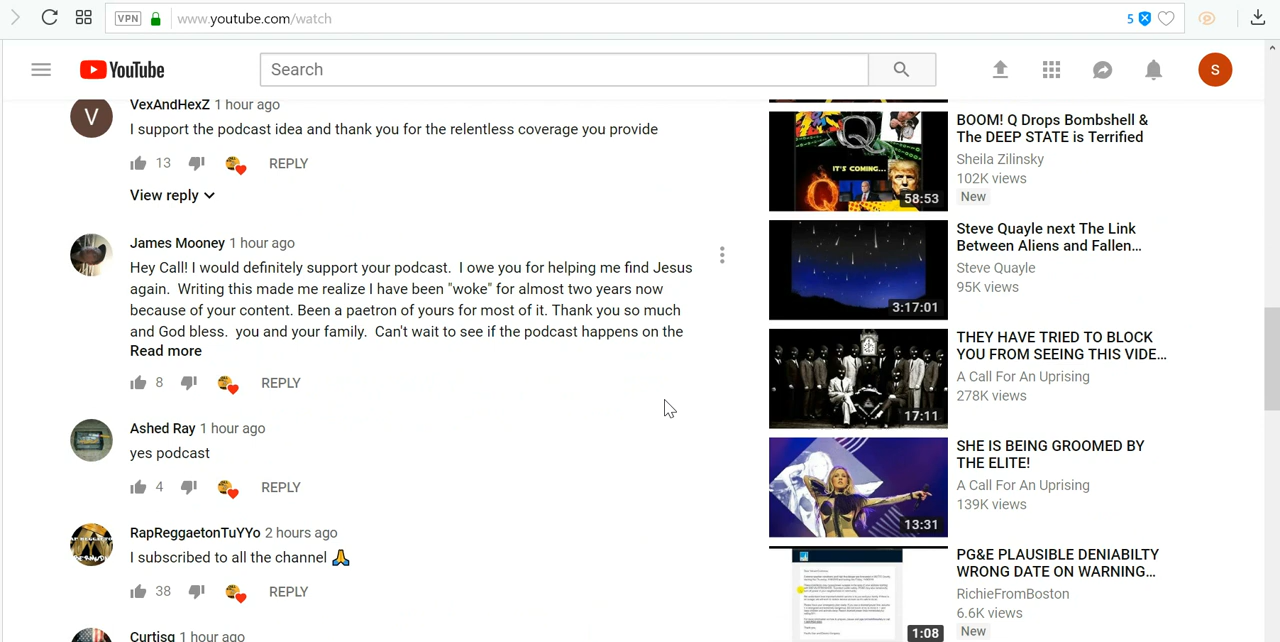 VPN www.youtube.com/watch 5
YouTube Search S
VexAndHexZ 1 hour ago
V
I support the podcast idea and thank you for the relentless coverage you provide
13 REPLY
View reply
James Mooney 1 hour ago
Hey Call! I would definitely support your podcast.  I owe you for helping me find Jesus
again.  Writing this made me realize I have been "woke" for almost two years now
because of your content. Been a paetron of yours for most of it. Thank you so much
and God bless.  you and your family.  Can't wait to see if the podcast happens on the
Read more
8 REPLY
Ashed Ray 1 hour ago
yes podcast
4 REPLY
RapReggaetonTuYYo 2 hours ago
I subscribed to all the channel 🙏
35 REPLY
Curtisg 1 hour ago
Q
IT'S COMING...
Q
58:53
BOOM! Q Drops Bombshell &
The DEEP STATE is Terrified
Sheila Zilinsky
102K views
New
3:17:01
Steve Quayle next The Link
Between Aliens and Fallen...
Steve Quayle
95K views
17:11
THEY HAVE TRIED TO BLOCK
YOU FROM SEEING THIS VIDE...
A Call For An Uprising
278K views
13:31
SHE IS BEING GROOMED BY
THE ELITE!
A Call For An Uprising
139K views
1:08
PG&E PLAUSIBLE DENIABILTY
WRONG DATE ON WARNING...
RichieFromBoston
6.6K views
New